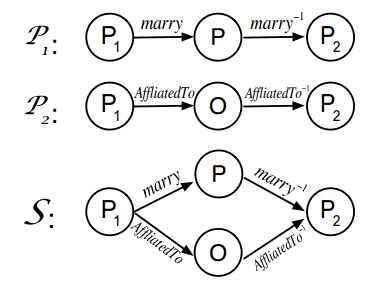 𝒫₁: P₁ marry P marry⁻¹ P₂
𝒫₂: P₁ AffliatedTo O AffliatedTo⁻¹ P₂
marry P marry⁻¹
𝒮: P₁ P₂
AffliatedTo O AffliatedTo⁻¹